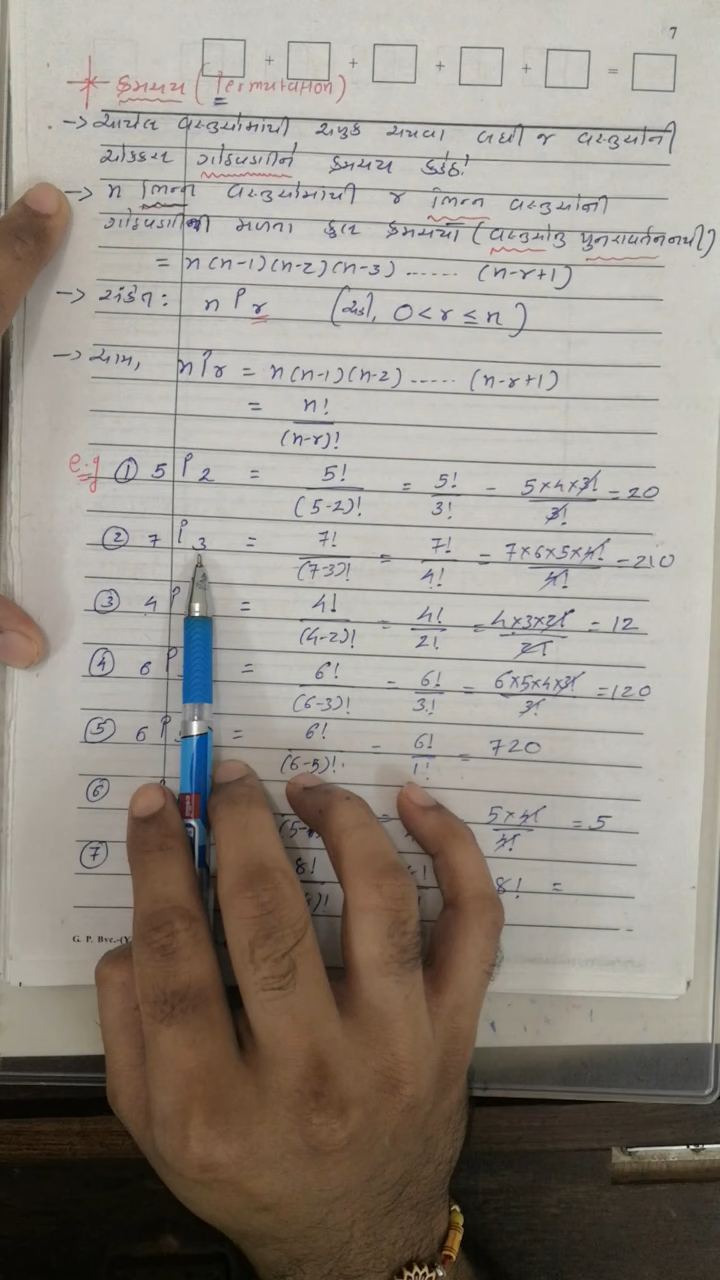 7
+ + + + =
* ક્રમચય (Permutation)
-> આપેલ વસ્તુઓમાંથી અમુક અથવા બધી જ વસ્તુઓની
ચોક્કસ ગોઠવણીને ક્રમચય કહેછે.
-> n ભિન્ન વસ્તુઓમાંથી r ભિન્ન વસ્તુઓની
ગોઠવણીની મળતા કુલ ક્રમચયો (વસ્તુઓનુ પુનરાવર્તન નથી)
= n(n-1)(n-2)(n-3) ...... (n-r+1)
-> સંકેત: nPr (જ્યાં, 0<r≤n)
-> આમ, nPr = n(n-1)(n-2) ..... (n-r+1)
= n!/(n-r)!
e.g ① 5P2 = 5!/(5-2)! = 5!/3! = 5×4×3!/3! = 20
② 7P3 = 7!/(7-3)! = 7!/4! = 7×6×5×4!/4! = 210
③ 4P = 4!/(4-2)! = 4!/2! = 4×3×2!/2! = 12
④ 6P = 6!/(6-3)! = 6!/3! = 6×5×4×3!/3! = 120
⑤ 6P = 6!/(6-5)! = 6!/1! = 720
⑥ (5- = 5×4!/4! = 5
⑦ 8! 8! =
G. P. Bvc.-(Y